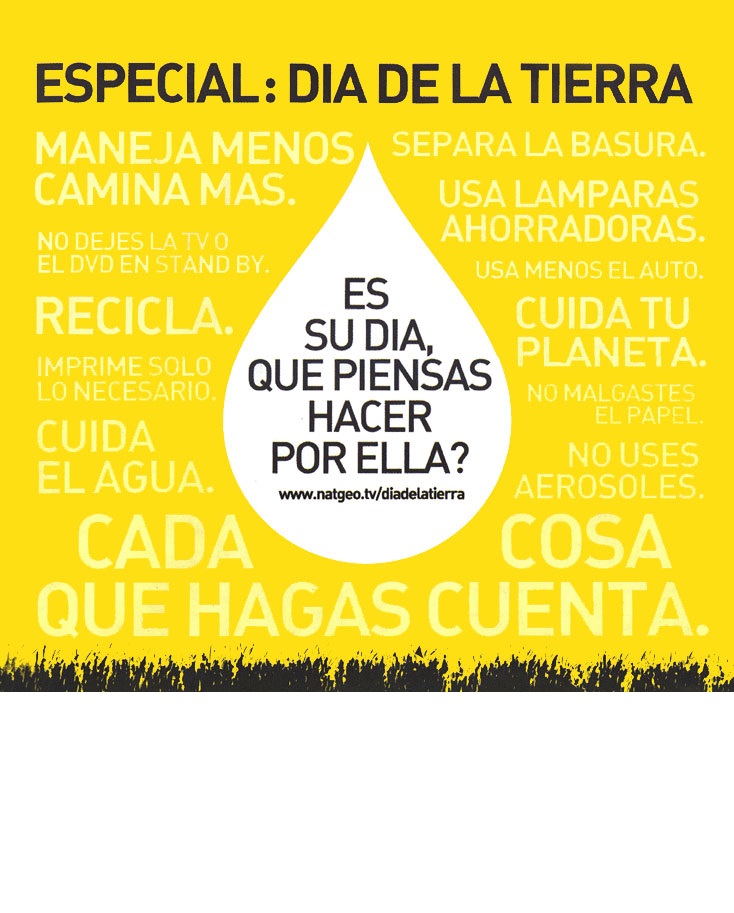 ESPECIAL: DIA DE LA TIERRA
MANEJA MENOS
CAMINA MAS.
NO DEJES LA TV O
EL DVD EN STAND BY.
RECICLA.
IMPRIME SOLO
LO NECESARIO.
CUIDA
EL AGUA.
ES
SU DIA,
QUE PIENSAS
HACER
POR ELLA?
www.natgeo.tv/diadelatierra
SEPARA LA BASURA.
USA LAMPARAS
AHORRADORAS.
USA MENOS EL AUTO.
CUIDA TU
PLANETA.
NO MALGASTES
EL PAPEL.
NO USES
AEROSOLES.
CADA COSA
QUE HAGAS CUENTA.